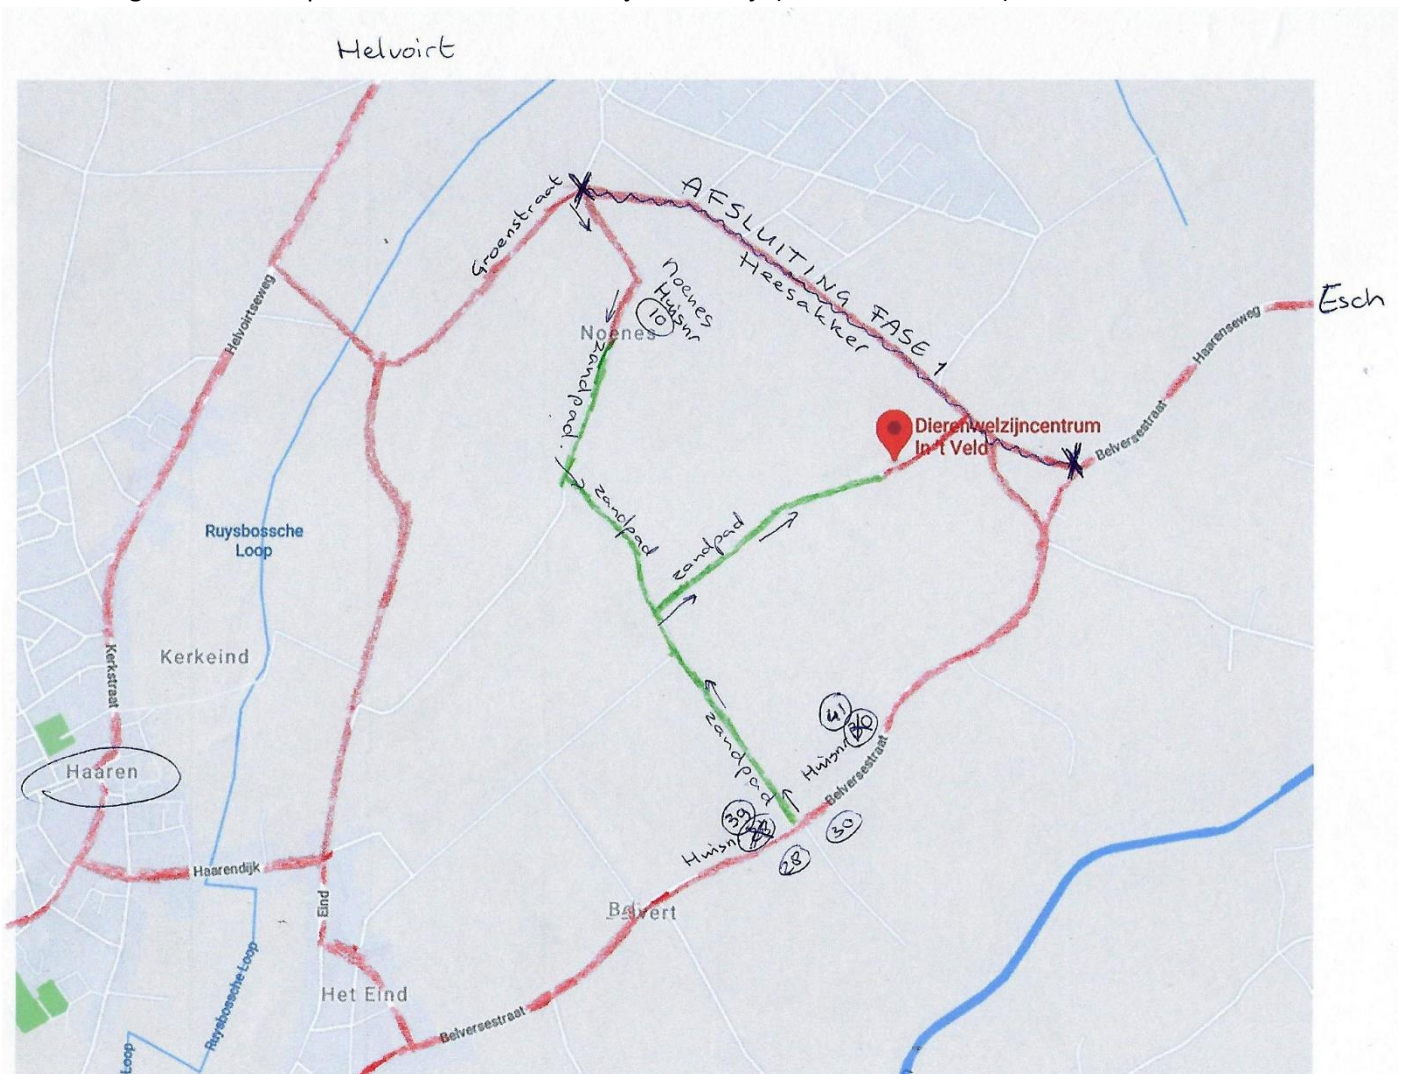 Helvoirt
Groenstraat
AFSLUITING FASE 1
Heesakker
Noenes
Huisnr
10
Noenes
Esch
Haarenseweg
Helvoirtseweg
zandpad
Dierenwelzijncentrum
In 't Veld
Belversestraat
zandpad
zandpad
Ruysbossche
Loop
Kerkeind
Kerkstraat
zandpad
41
Huisnr
Belversestraat
Haaren
39
Huisnr
30
28
Haarendijk
Eind
Belvert
Ruysbossche Loop
Het Eind
Belversestraat
Loop